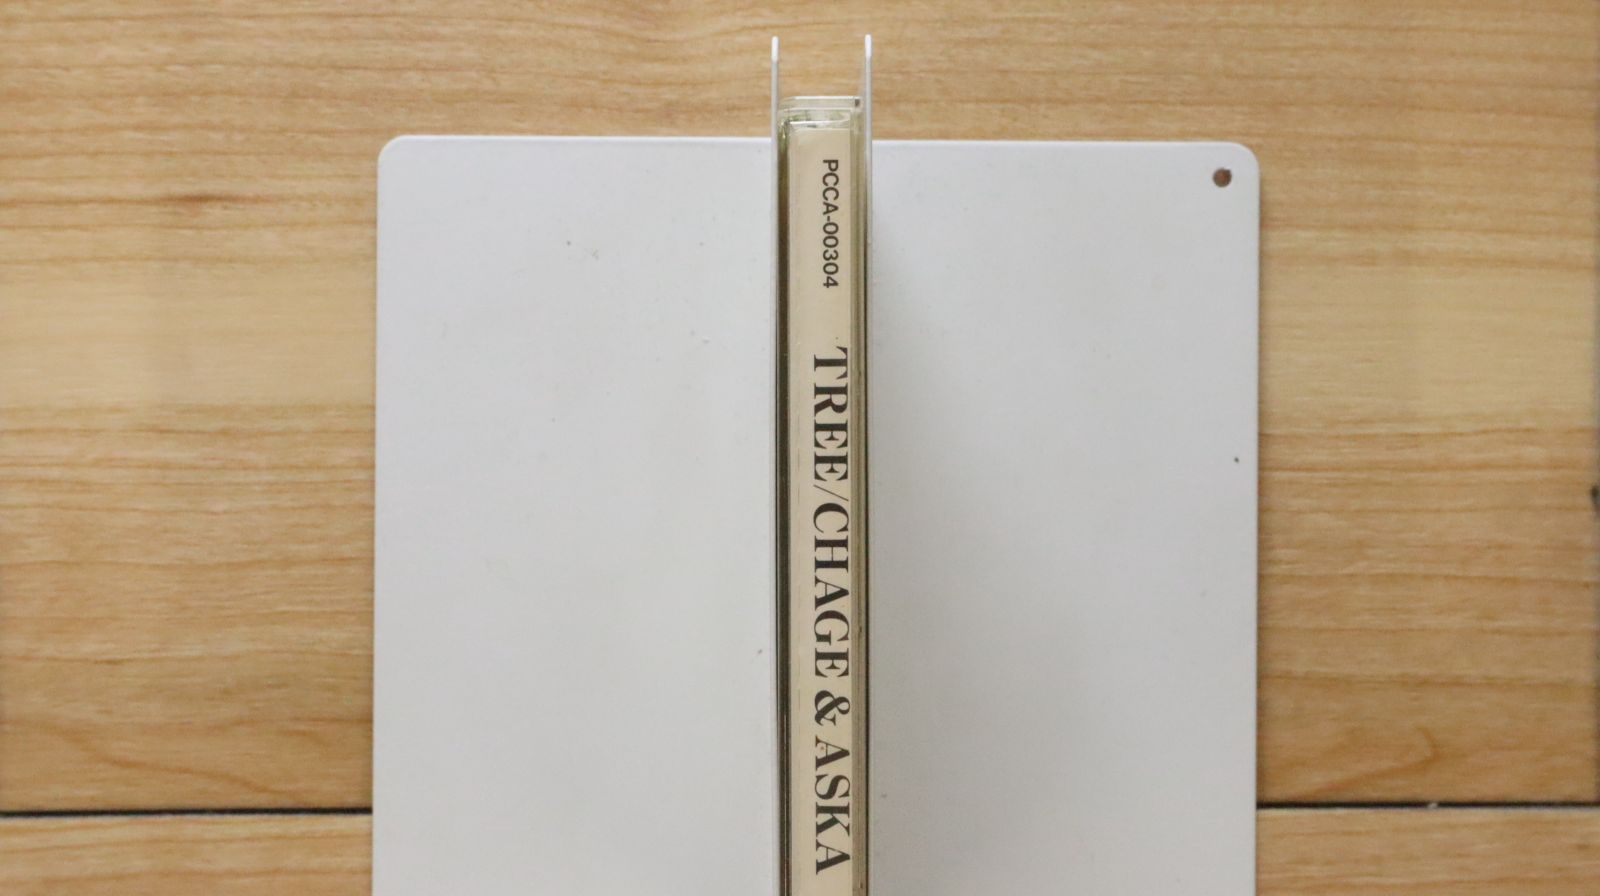 PCCA-00304
TREE/CHAGE & ASKA